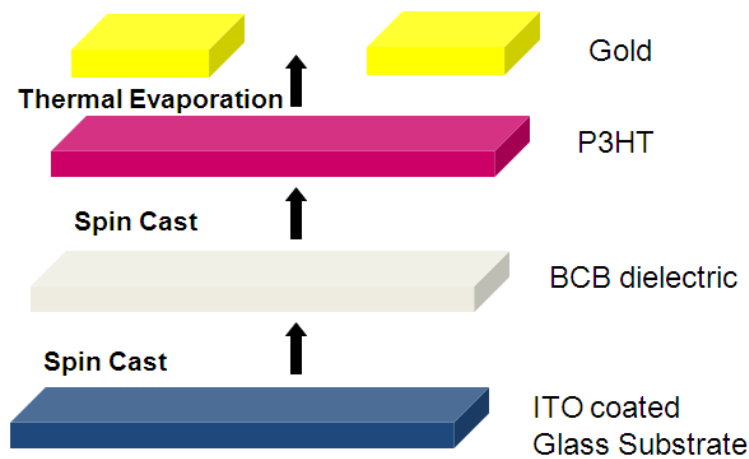 Gold
Thermal Evaporation
P3HT
Spin Cast
BCB dielectric
Spin Cast
ITO coated
Glass Substrate